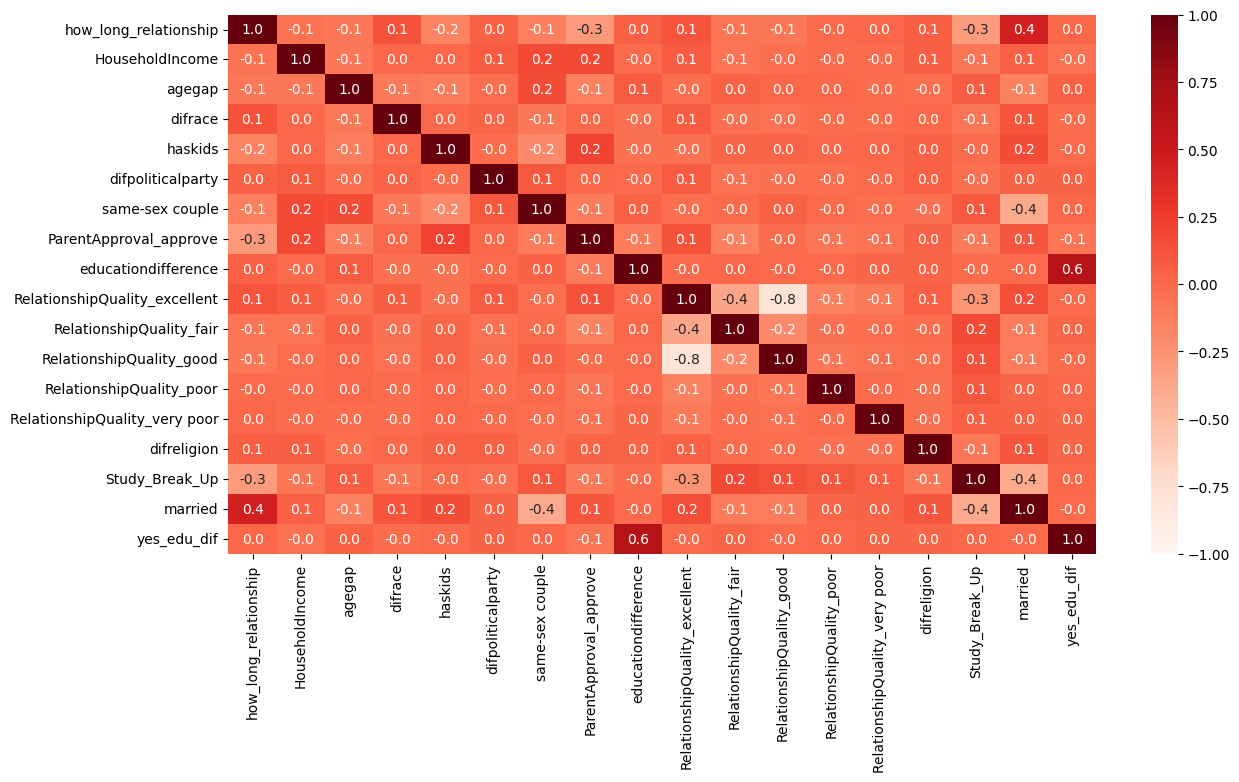 how_long_relationship 1.0 -0.1 -0.1 0.1 -0.2 0.0 -0.1 -0.3 0.0 0.1 -0.1 -0.1 -0.0 0.0 0.1 -0.3 0.4 0.0
HouseholdIncome -0.1 1.0 -0.1 0.0 0.0 0.1 0.2 0.2 -0.0 0.1 -0.1 -0.0 -0.0 -0.0 0.1 -0.1 0.1 -0.0
agegap -0.1 -0.1 1.0 -0.1 -0.1 -0.0 0.2 -0.1 0.1 -0.0 0.0 0.0 0.0 -0.0 -0.0 0.1 -0.1 0.0
difrace 0.1 0.0 -0.1 1.0 0.0 0.0 -0.1 0.0 -0.0 0.1 -0.0 -0.0 -0.0 -0.0 0.0 -0.1 0.1 -0.0
haskids -0.2 0.0 -0.1 0.0 1.0 -0.0 -0.2 0.2 -0.0 -0.0 0.0 0.0 0.0 0.0 0.0 -0.0 0.2 -0.0
difpoliticalparty 0.0 0.1 -0.0 0.0 -0.0 1.0 0.1 0.0 -0.0 0.1 -0.1 -0.0 -0.0 -0.0 0.0 -0.0 0.0 0.0
same-sex couple -0.1 0.2 0.2 -0.1 -0.2 0.1 1.0 -0.1 0.0 -0.0 -0.0 0.0 -0.0 -0.0 -0.0 0.1 -0.4 0.0
ParentApproval_approve -0.3 0.2 -0.1 0.0 0.2 0.0 -0.1 1.0 -0.1 0.1 -0.1 -0.0 -0.1 -0.1 0.0 -0.1 0.1 -0.1
educationdifference 0.0 -0.0 0.1 -0.0 -0.0 -0.0 0.0 -0.1 1.0 -0.0 0.0 -0.0 -0.0 0.0 0.0 -0.0 -0.0 0.6
RelationshipQuality_excellent 0.1 0.1 -0.0 0.1 -0.0 0.1 -0.0 0.1 -0.0 1.0 -0.4 -0.8 -0.1 -0.1 0.1 -0.3 0.2 -0.0
RelationshipQuality_fair -0.1 -0.1 0.0 -0.0 0.0 -0.1 -0.0 -0.1 0.0 -0.4 1.0 -0.2 -0.0 -0.0 -0.0 0.2 -0.1 0.0
RelationshipQuality_good -0.1 -0.0 0.0 -0.0 0.0 -0.0 0.0 -0.0 -0.0 -0.8 -0.2 1.0 -0.1 -0.1 -0.0 0.1 -0.1 -0.0
RelationshipQuality_poor -0.0 -0.0 0.0 -0.0 0.0 -0.0 -0.0 -0.1 -0.0 -0.1 -0.0 -0.1 1.0 -0.0 -0.0 0.1 0.0 0.0
RelationshipQuality_very poor 0.0 -0.0 -0.0 -0.0 0.0 -0.0 -0.0 -0.1 0.0 -0.1 -0.0 -0.1 -0.0 1.0 -0.0 0.1 0.0 0.0
difreligion 0.1 0.1 -0.0 0.0 0.0 0.0 -0.0 0.0 0.0 0.1 -0.0 -0.0 -0.0 -0.0 1.0 -0.1 0.1 0.0
Study_Break_Up -0.3 -0.1 0.1 -0.1 -0.0 -0.0 0.1 -0.1 -0.0 -0.3 0.2 0.1 0.1 0.1 -0.1 1.0 -0.4 0.0
married 0.4 0.1 -0.1 0.1 0.2 0.0 -0.4 0.1 -0.0 0.2 -0.1 -0.1 0.0 0.0 0.1 -0.4 1.0 -0.0
yes_edu_dif 0.0 -0.0 0.0 -0.0 -0.0 0.0 0.0 -0.1 0.6 -0.0 0.0 -0.0 0.0 0.0 0.0 0.0 -0.0 1.0
how_long_relationship
HouseholdIncome
agegap
difrace
haskids
difpoliticalparty
same-sex couple
ParentApproval_approve
educationdifference
RelationshipQuality_excellent
RelationshipQuality_fair
RelationshipQuality_good
RelationshipQuality_poor
RelationshipQuality_very poor
difreligion
Study_Break_Up
married
yes_edu_dif
1.00
0.75
0.50
0.25
0.00
−0.25
−0.50
−0.75
−1.00